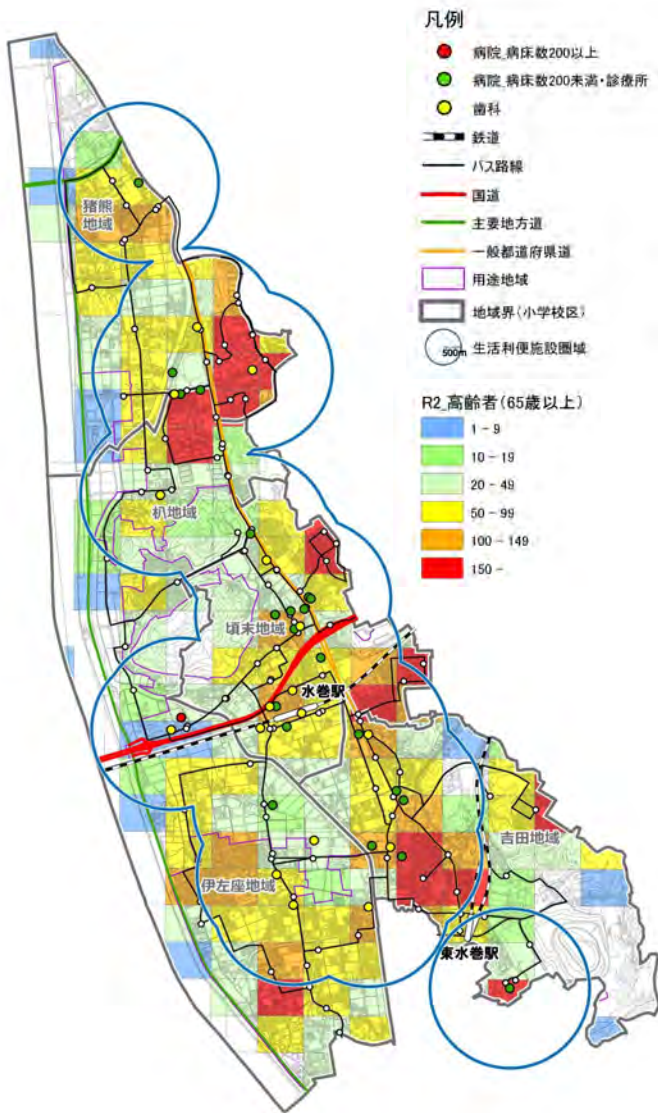 凡例
病院_病床数200以上
病院_病床数200未満・診療所
歯科
鉄道
バス路線
国道
主要地方道
一般都道府県道
用途地域
地域界(小学校区)
500m 生活利便施設圏域
R2_高齢者(65歳以上)
1 - 9
10 - 19
20 - 49
50 - 99
100 - 149
150 -
猪熊
地域
机地域
頃末地域
水巻駅
吉田地域
伊左座地域
東水巻駅